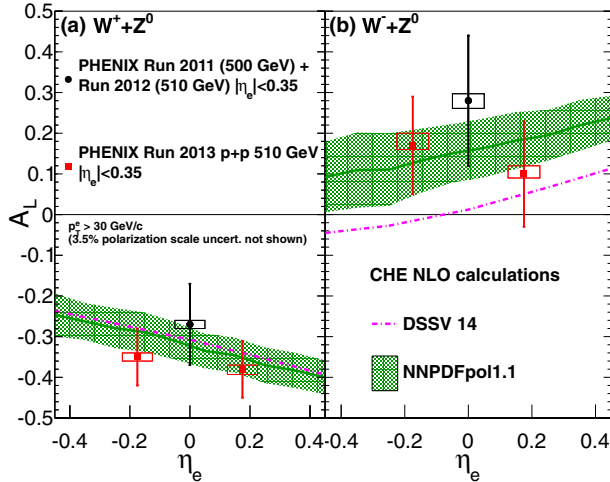 (a) W⁺+Z⁰
PHENIX Run 2011 (500 GeV) +
Run 2012 (510 GeV) |ηₑ|<0.35
PHENIX Run 2013 p+p 510 GeV
|ηₑ|<0.35
pᵉ_T > 30 GeV/c
(3.5% polarization scale uncert. not shown)
(b) W⁻+Z⁰
CHE NLO calculations
DSSV 14
NNPDFpol1.1
A_L
0.5
0.4
0.3
0.2
0.1
0
-0.1
-0.2
-0.3
-0.4
-0.5
-0.4 -0.2 0 0.2 0.4
-0.4 -0.2 0 0.2 0.4
ηₑ
ηₑ